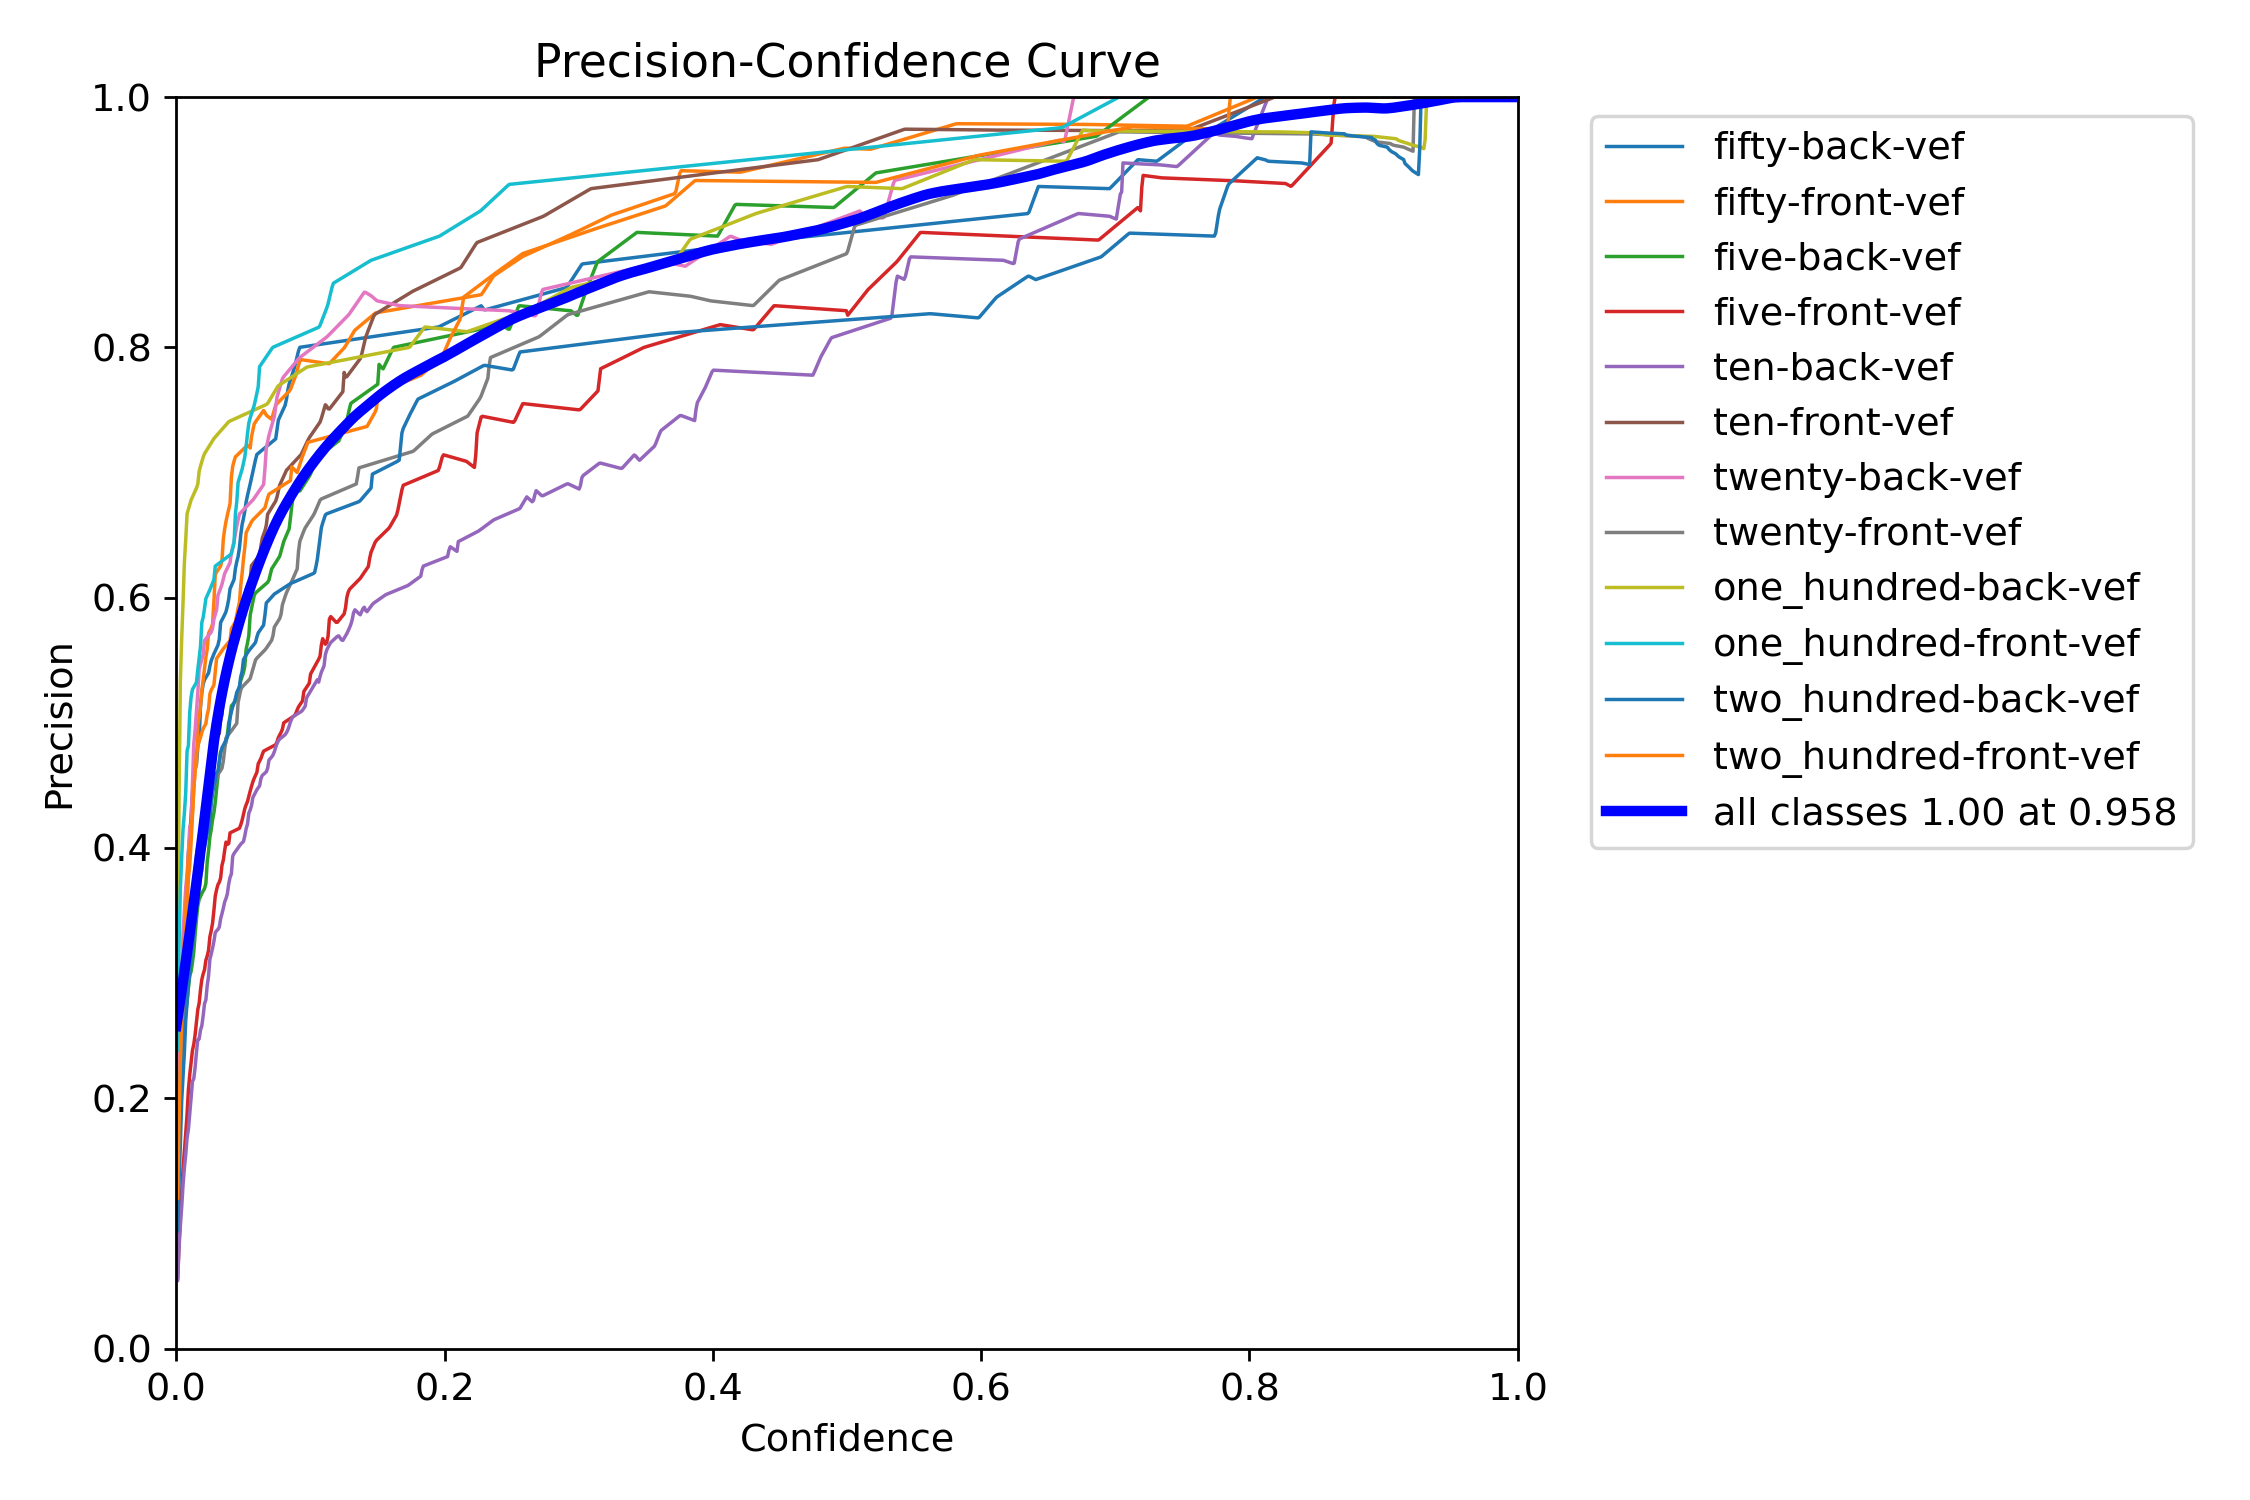 Precision-Confidence Curve
1.0
0.8
0.6
0.4
0.2
0.0
Precision
0.0 0.2 0.4 0.6 0.8 1.0
Confidence
fifty-back-vef
fifty-front-vef
five-back-vef
five-front-vef
ten-back-vef
ten-front-vef
twenty-back-vef
twenty-front-vef
one_hundred-back-vef
one_hundred-front-vef
two_hundred-back-vef
two_hundred-front-vef
all classes 1.00 at 0.958